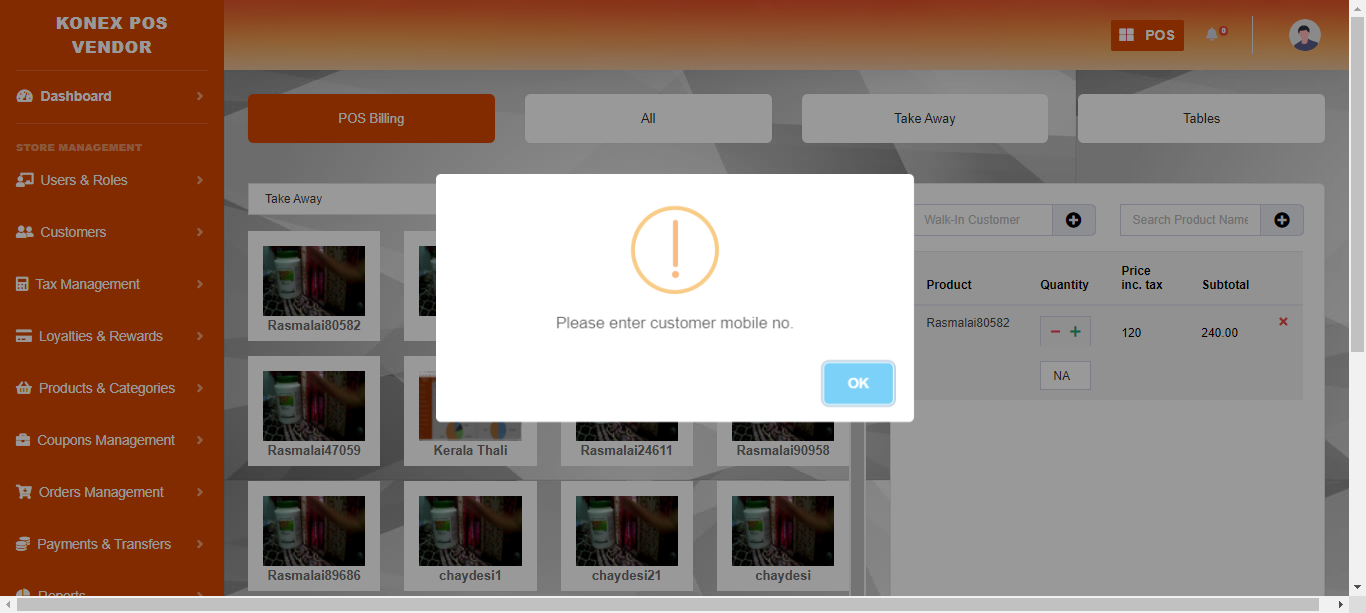 KONEX POS
VENDOR
POS
0
Dashboard
STORE MANAGEMENT
Users & Roles
Customers
Tax Management
Loyalties & Rewards
Products & Categories
Coupons Management
Orders Management
Payments & Transfers
Reports
POS Billing
All
Take Away
Tables
Take Away
Rasmalai80582
Rasmalai47059
Kerala Thali
Rasmalai24611
Rasmalai90958
Rasmalai89686
chaydesi1
chaydesi21
chaydesi
Please enter customer mobile no.
OK
Walk-In Customer
Search Product Name
Product
Quantity
Price
inc. tax
Subtotal
Rasmalai80582
− +
120
240.00
NA